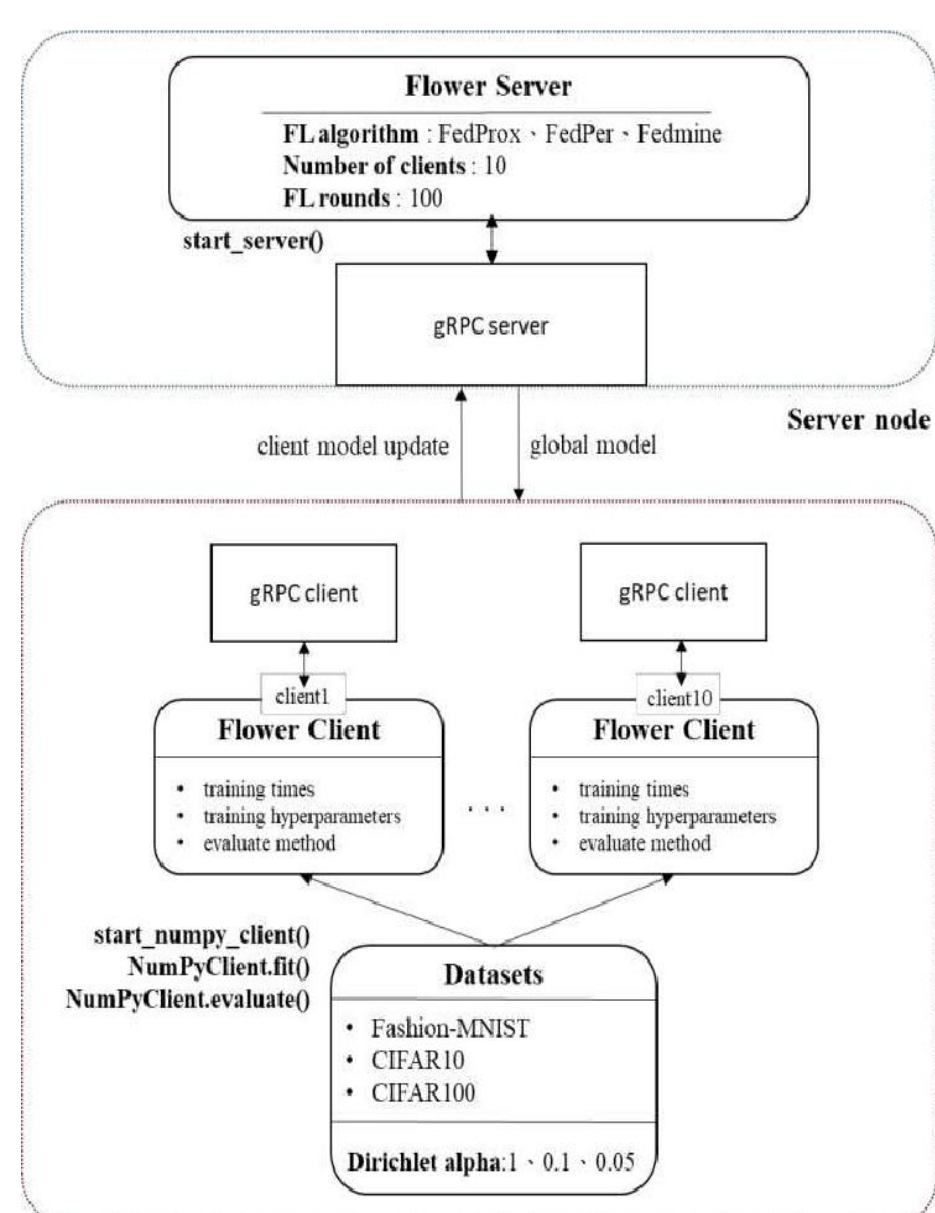 Flower Server
FL algorithm : FedProx、FedPer、Fedmine
Number of clients : 10
FL rounds : 100
start_server()
gRPC server
Server node
client model update
global model
gRPC client
gRPC client
client1
client10
Flower Client
Flower Client
• training times
• training hyperparameters
• evaluate method
. . .
• training times
• training hyperparameters
• evaluate method
start_numpy_client()
NumPyClient.fit()
NumPyClient.evaluate()
Datasets
• Fashion-MNIST
• CIFAR10
• CIFAR100
Dirichlet alpha:1、0.1、0.05